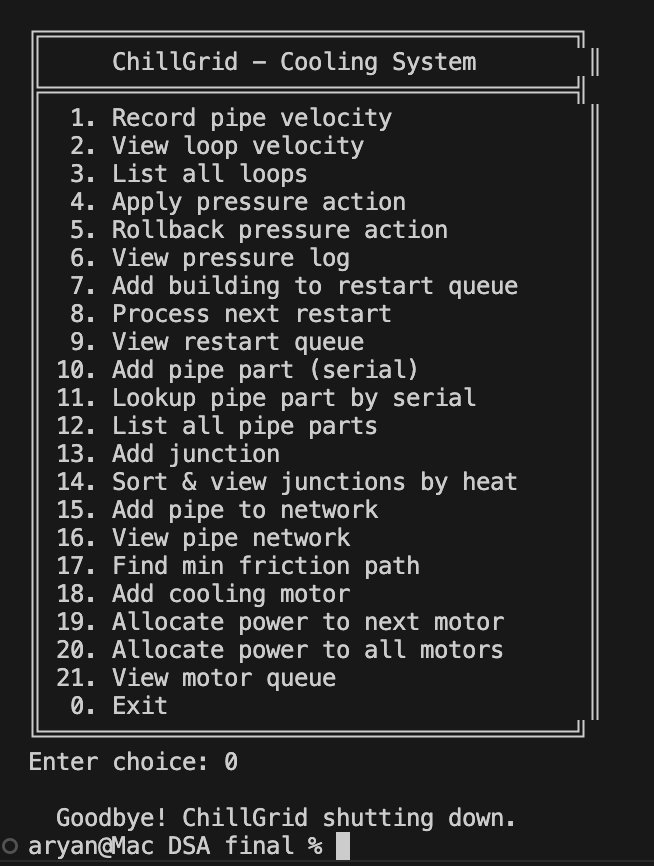 ChillGrid – Cooling System
1. Record pipe velocity
2. View loop velocity
3. List all loops
4. Apply pressure action
5. Rollback pressure action
6. View pressure log
7. Add building to restart queue
8. Process next restart
9. View restart queue
10. Add pipe part (serial)
11. Lookup pipe part by serial
12. List all pipe parts
13. Add junction
14. Sort & view junctions by heat
15. Add pipe to network
16. View pipe network
17. Find min friction path
18. Add cooling motor
19. Allocate power to next motor
20. Allocate power to all motors
21. View motor queue
0. Exit
Enter choice: 0
Goodbye! ChillGrid shutting down.
aryan@Mac DSA final %